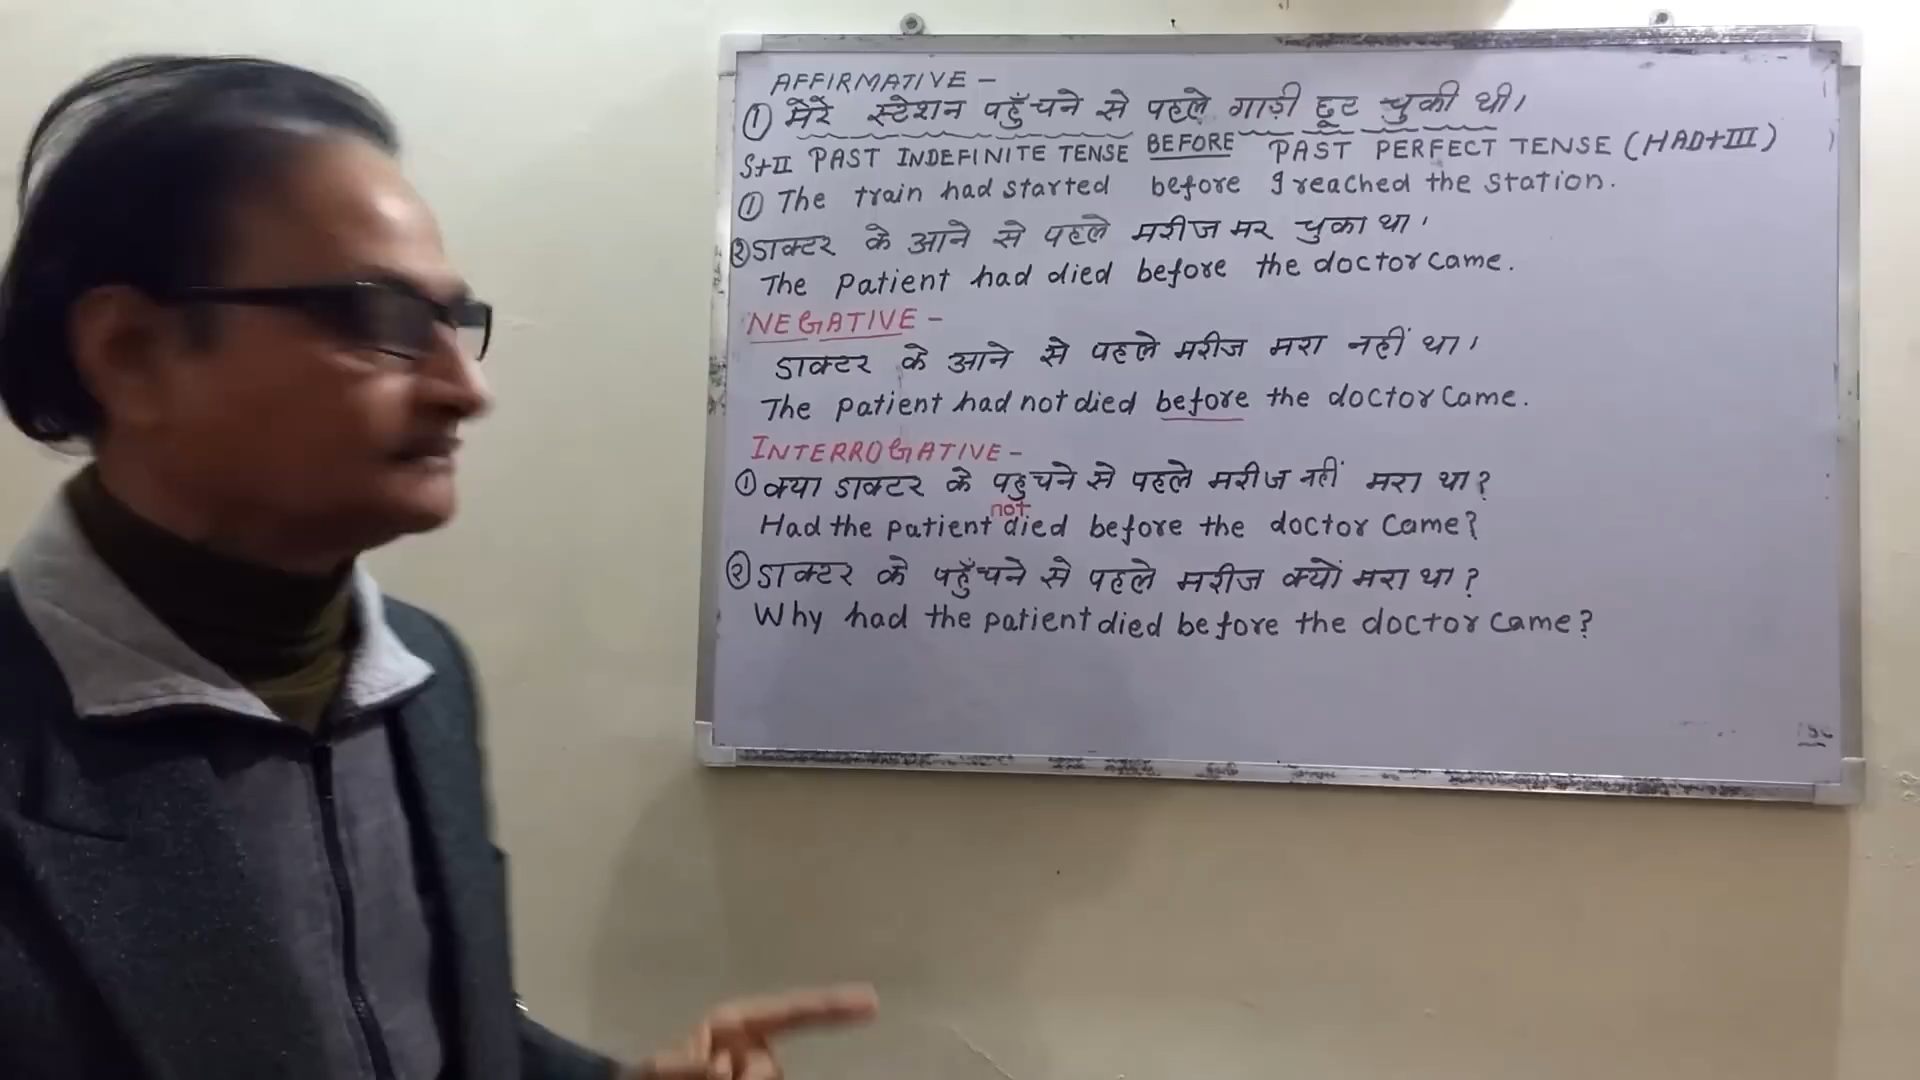 AFFIRMATIVE -
① मेरे स्टेशन पहुँचने से पहले गाड़ी छूट चुकी थी।
S+II PAST INDEFINITE TENSE BEFORE PAST PERFECT TENSE (HAD+III)
① The train had started before I reached the station.
② डाक्टर के आने से पहले मरीज मर चुका था।
The patient had died before the doctor came.
NEGATIVE -
डाक्टर के आने से पहले मरीज मरा नहीं था।
The patient had not died before the doctor came.
INTERROGATIVE -
① क्या डाक्टर के पहुचने से पहले मरीज नहीं मरा था?
not
Had the patient died before the doctor came?
② डाक्टर के पहुँचने से पहले मरीज क्यों मरा था?
Why had the patient died before the doctor came?